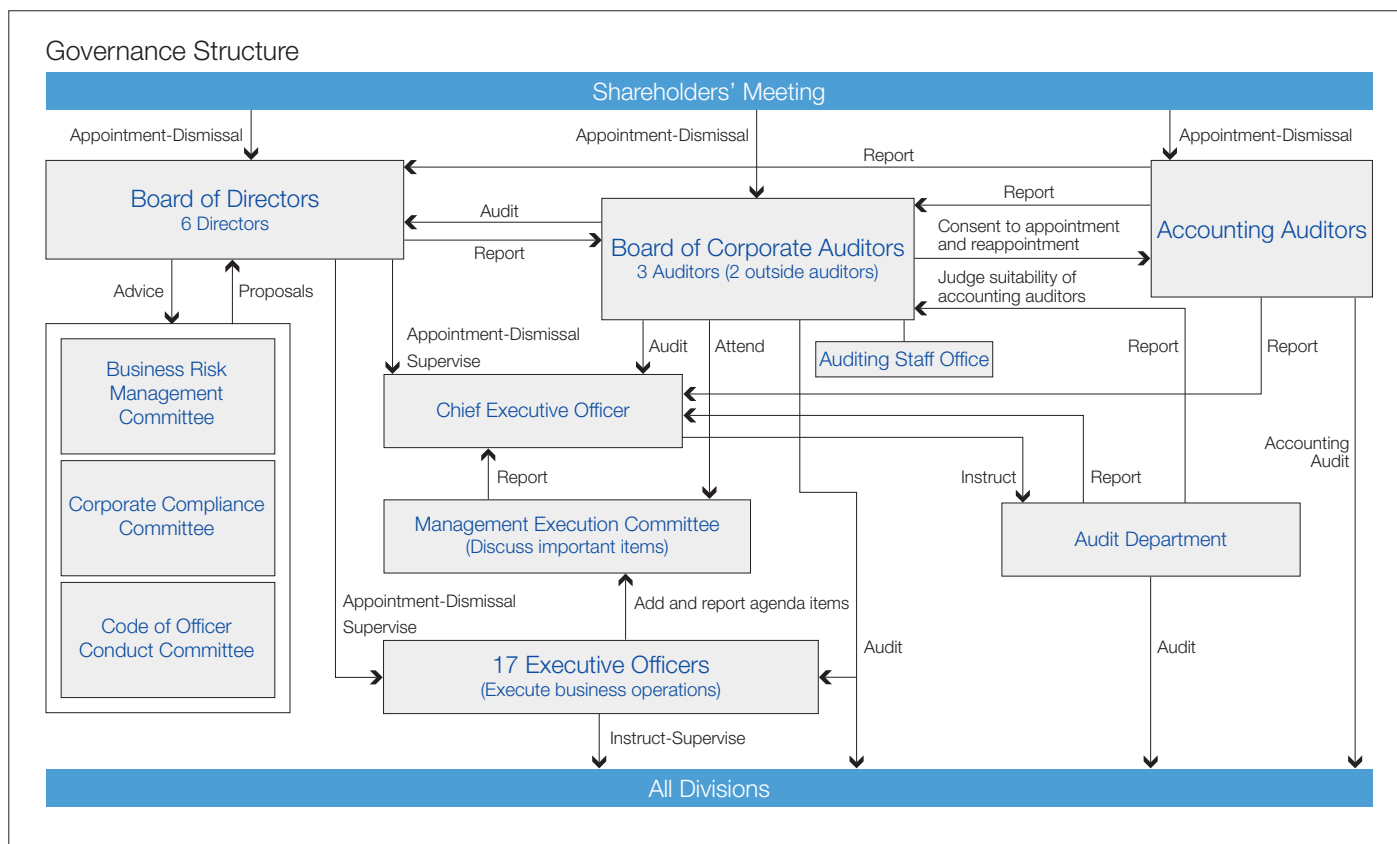 Governance Structure
Shareholders’ Meeting
Appointment-Dismissal
Appointment-Dismissal
Appointment-Dismissal
Report
Board of Directors
6 Directors
Audit
Report
Report
Board of Corporate Auditors
3 Auditors (2 outside auditors)
Consent to appointment
and reappointment
Accounting Auditors
Judge suitability of
accounting auditors
Advice
Proposals
Appointment-Dismissal
Supervise
Audit
Attend
Auditing Staff Office
Report
Report
Business Risk
Management
Committee
Chief Executive Officer
Corporate Compliance
Committee
Report
Instruct
Report
Accounting
Audit
Management Execution Committee
(Discuss important items)
Audit Department
Code of Officer
Conduct Committee
Appointment-Dismissal
Supervise
Add and report agenda items
17 Executive Officers
(Execute business operations)
Audit
Audit
Instruct-Supervise
All Divisions